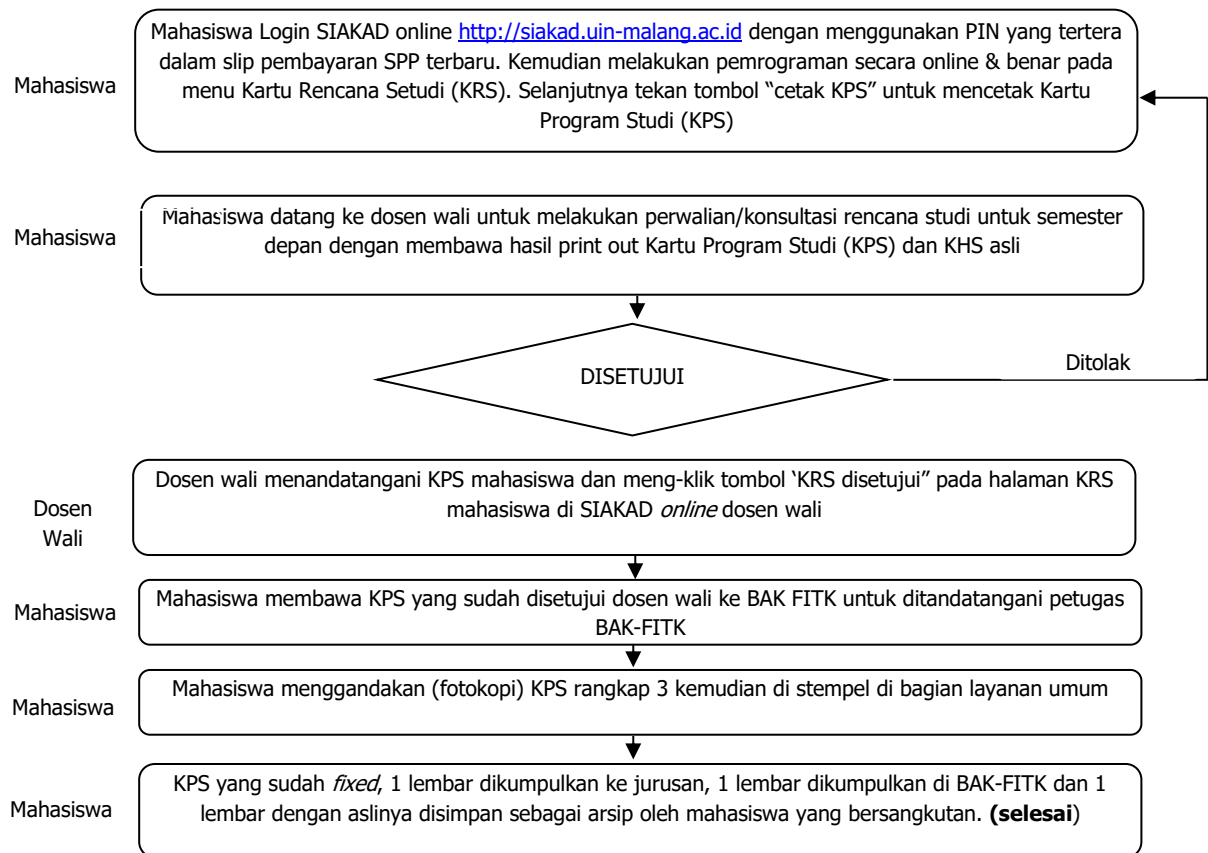 Mahasiswa Login SIAKAD online http://siakad.uin-malang.ac.id dengan menggunakan PIN yang tertera
dalam slip pembayaran SPP terbaru. Kemudian melakukan pemrograman secara online & benar pada
Mahasiswa
menu Kartu Rencana Setudi (KRS). Selanjutnya tekan tombol “cetak KPS” untuk mencetak Kartu
Program Studi (KPS)
Mahasiswa datang ke dosen wali untuk melakukan perwalian/konsultasi rencana studi untuk semester
Mahasiswa
depan dengan membawa hasil print out Kartu Program Studi (KPS) dan KHS asli
DISETUJUI
Ditolak
Dosen wali menandatangani KPS mahasiswa dan meng-klik tombol ‘KRS disetujui” pada halaman KRS
mahasiswa di SIAKAD online dosen wali
Dosen
Wali
Mahasiswa membawa KPS yang sudah disetujui dosen wali ke BAK FITK untuk ditandatangani petugas
BAK-FITK
Mahasiswa
Mahasiswa menggandakan (fotokopi) KPS rangkap 3 kemudian di stempel di bagian layanan umum
Mahasiswa
KPS yang sudah fixed, 1 lembar dikumpulkan ke jurusan, 1 lembar dikumpulkan di BAK-FITK dan 1
lembar dengan aslinya disimpan sebagai arsip oleh mahasiswa yang bersangkutan. (selesai)
Mahasiswa